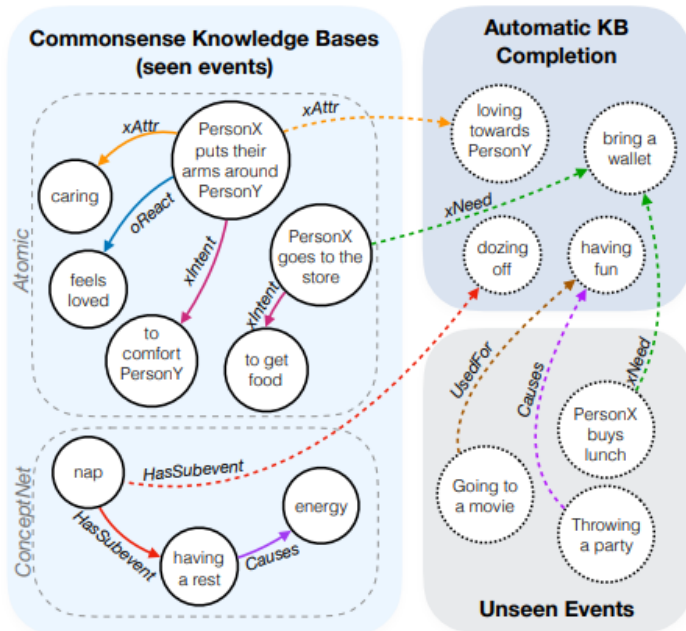 Commonsense Knowledge Bases
(seen events)
Atomic
PersonX
puts their
arms around
PersonY
xAttr
caring
oReact
feels
loved
xIntent
to
comfort
PersonY
PersonX
goes to the
store
xIntent
to get
food
ConceptNet
nap
HasSubevent
HasSubevent
having
a rest
Causes
energy
Automatic KB
Completion
xAttr
loving
towards
PersonY
bring a
wallet
xNeed
dozing
off
having
fun
UsedFor
Causes
xNeed
PersonX
buys
lunch
Going to
a movie
Throwing
a party
Unseen Events